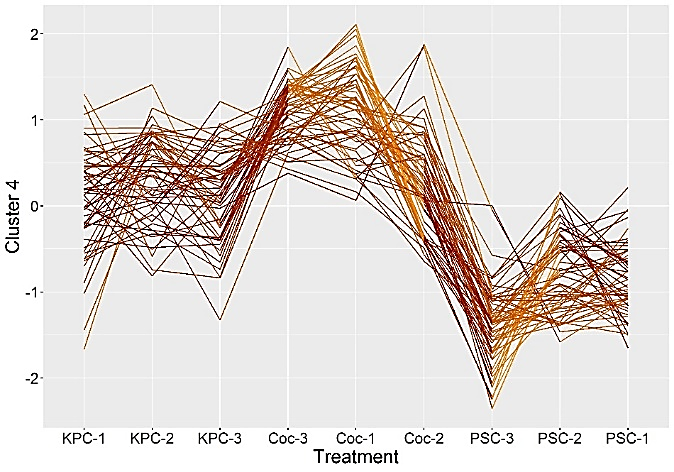 2
1
0
-1
-2
Cluster 4
KPC-1 KPC-2 KPC-3 Coc-3 Coc-1 Coc-2 PSC-3 PSC-2 PSC-1
Treatment